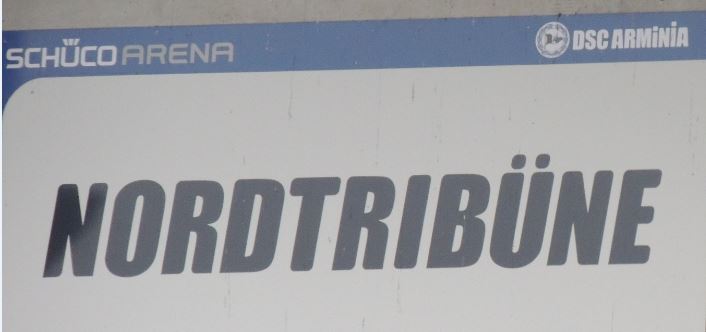 SCHÜCO ARENA DSC ARMINIA
NORDTRIBÜNE